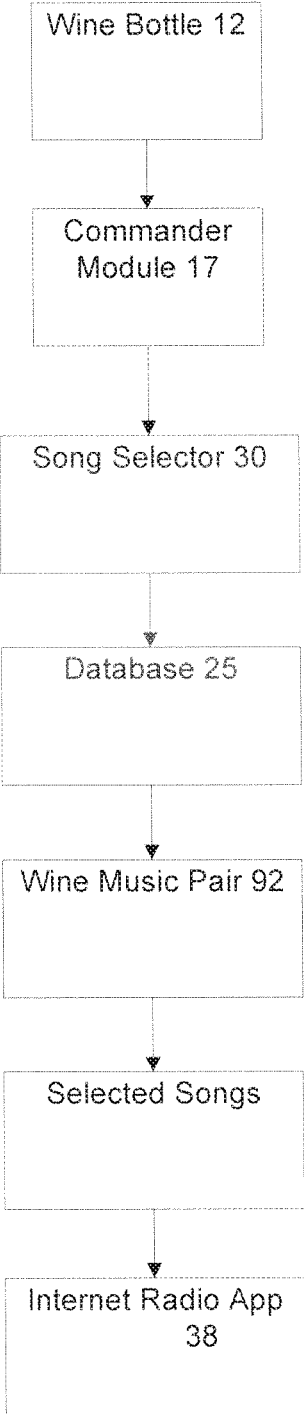 Wine Bottle 12
Commander
Module 17
Song Selector 30
Database 25
Wine Music Pair 92
Selected Songs
Internet Radio App
38